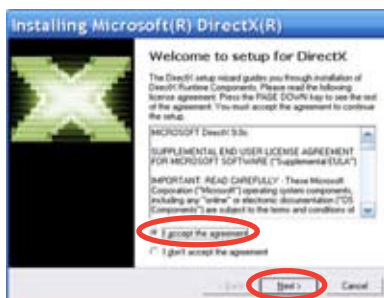 Installing Microsoft(R) DirectX(R)
Welcome to setup for DirectX
The DirectX setup wizard guides you through installation of
DirectX Runtime Components. Please read the following
license agreement. Press the PAGE DOWN key to see the rest
of the agreement. You must accept the agreement to continue
the setup.
MICROSOFT DirectX 9.0c
SUPPLEMENTAL END USER LICENSE AGREEMENT
FOR MICROSOFT SOFTWARE ("Supplemental EULA")
IMPORTANT: READ CAREFULLY - These Microsoft
Corporation ("Microsoft") operating system components,
including any "online" or electronic documentation ("OS
Components") are subject to the terms and conditions of
I accept the agreement
I don't accept the agreement
Next > Cancel